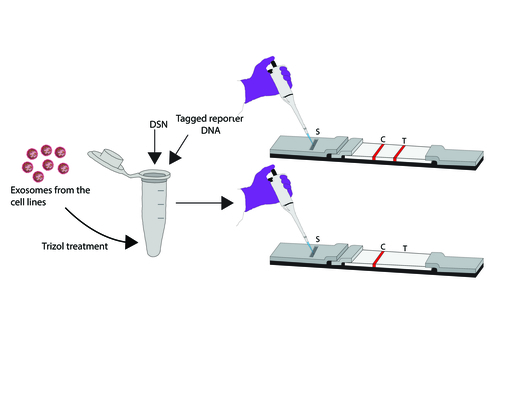 DSN
Tagged reporter
DNA
Exosomes from the
cell lines
Trizol treatment
S
C
T
S
C
T